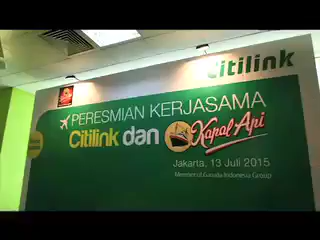 Citilink
PERESMIAN KERJASAMA
Citilink dan Kapal Api
Jakarta, 13 Juli 2015
Member of Garuda Indonesia Group